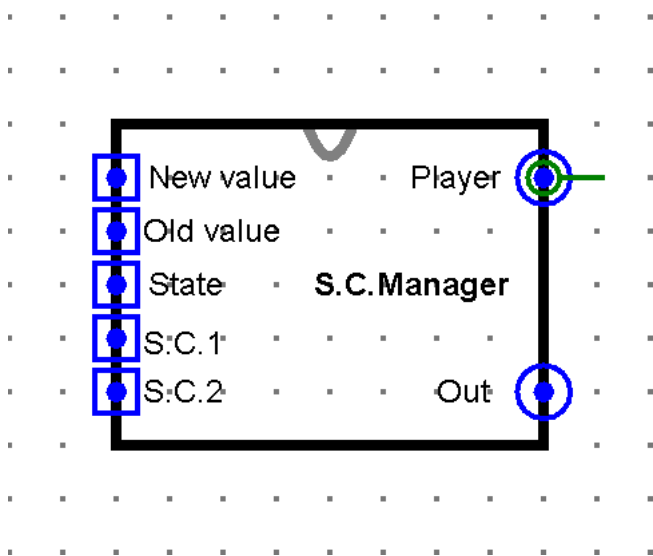 New value
Player
Old value
State
S.C.Manager
S.C.1
S.C.2
Out